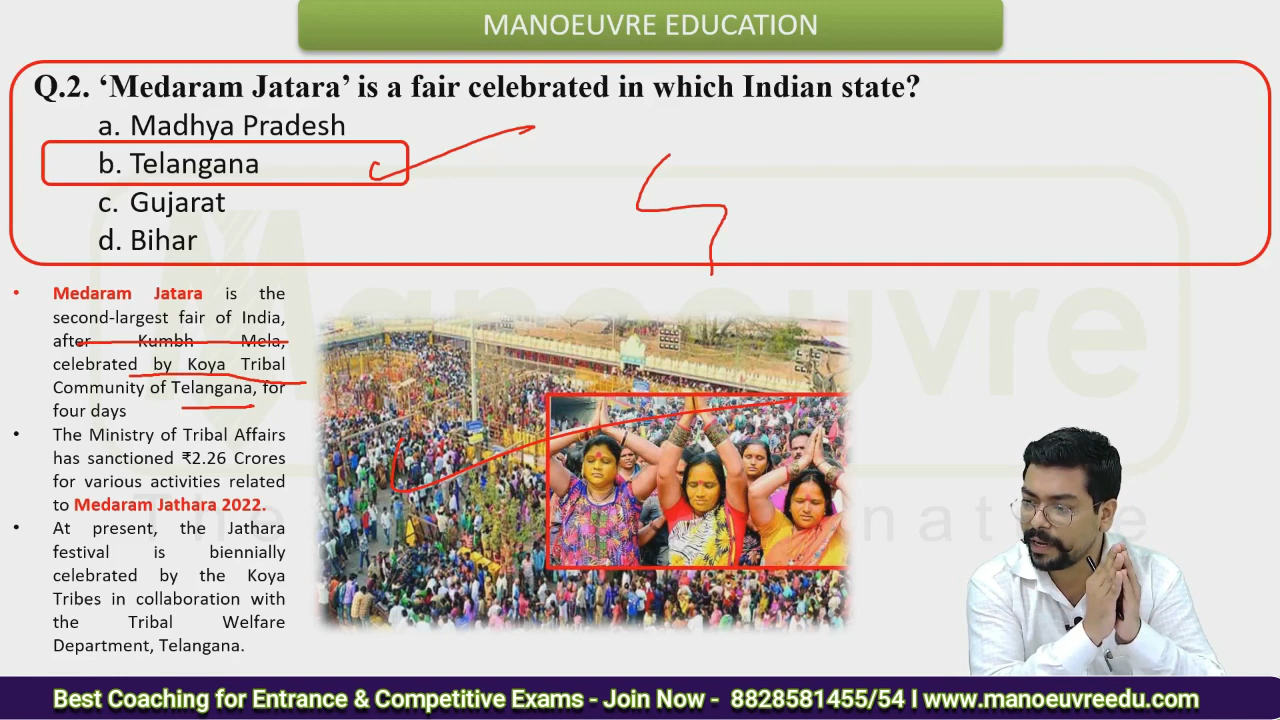 MANOEUVRE EDUCATION
Q.2. ‘Medaram Jatara’ is a fair celebrated in which Indian state?
a. Madhya Pradesh
b. Telangana
c. Gujarat
d. Bihar
• Medaram Jatara is the
second-largest fair of India,
after Kumbh Mela,
celebrated by Koya Tribal
Community of Telangana, for
four days
• The Ministry of Tribal Affairs
has sanctioned ₹2.26 Crores
for various activities related
to Medaram Jathara 2022.
• At present, the Jathara
festival is biennially
celebrated by the Koya
Tribes in collaboration with
the Tribal Welfare
Department, Telangana.
Manoeuvre
Best Coaching for Entrance & Competitive Exams - Join Now - 8828581455/54 I www.manoeuvreedu.com